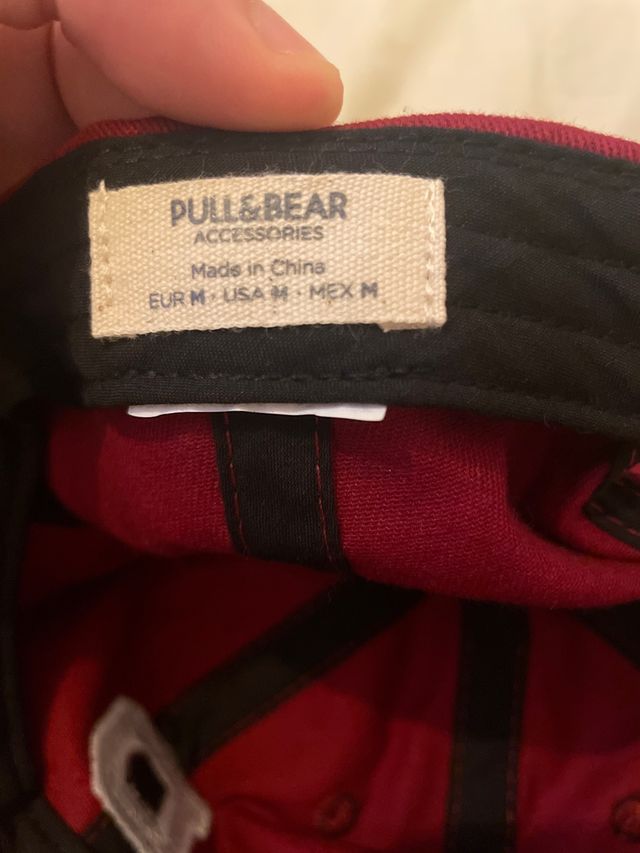 PULL&BEAR
ACCESSORIES
Made in China
EUR M · USA M · MEX M